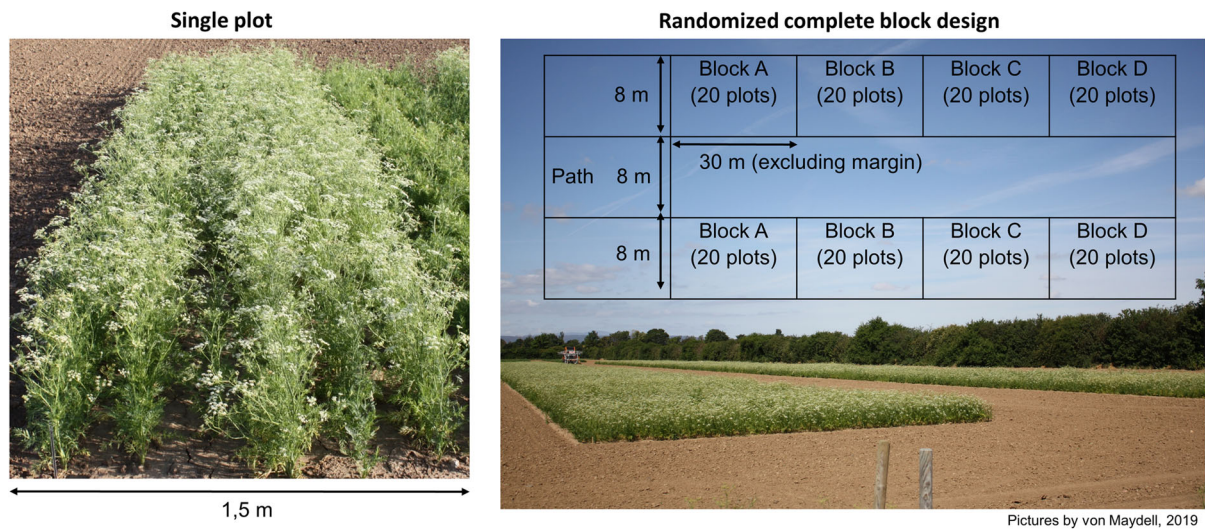 Single plot
Randomized complete block design
8 m
Block A
(20 plots)
Block B
(20 plots)
Block C
(20 plots)
Block D
(20 plots)
Path
8 m
30 m (excluding margin)
8 m
Block A
(20 plots)
Block B
(20 plots)
Block C
(20 plots)
Block D
(20 plots)
1,5 m
Pictures by von Maydell, 2019